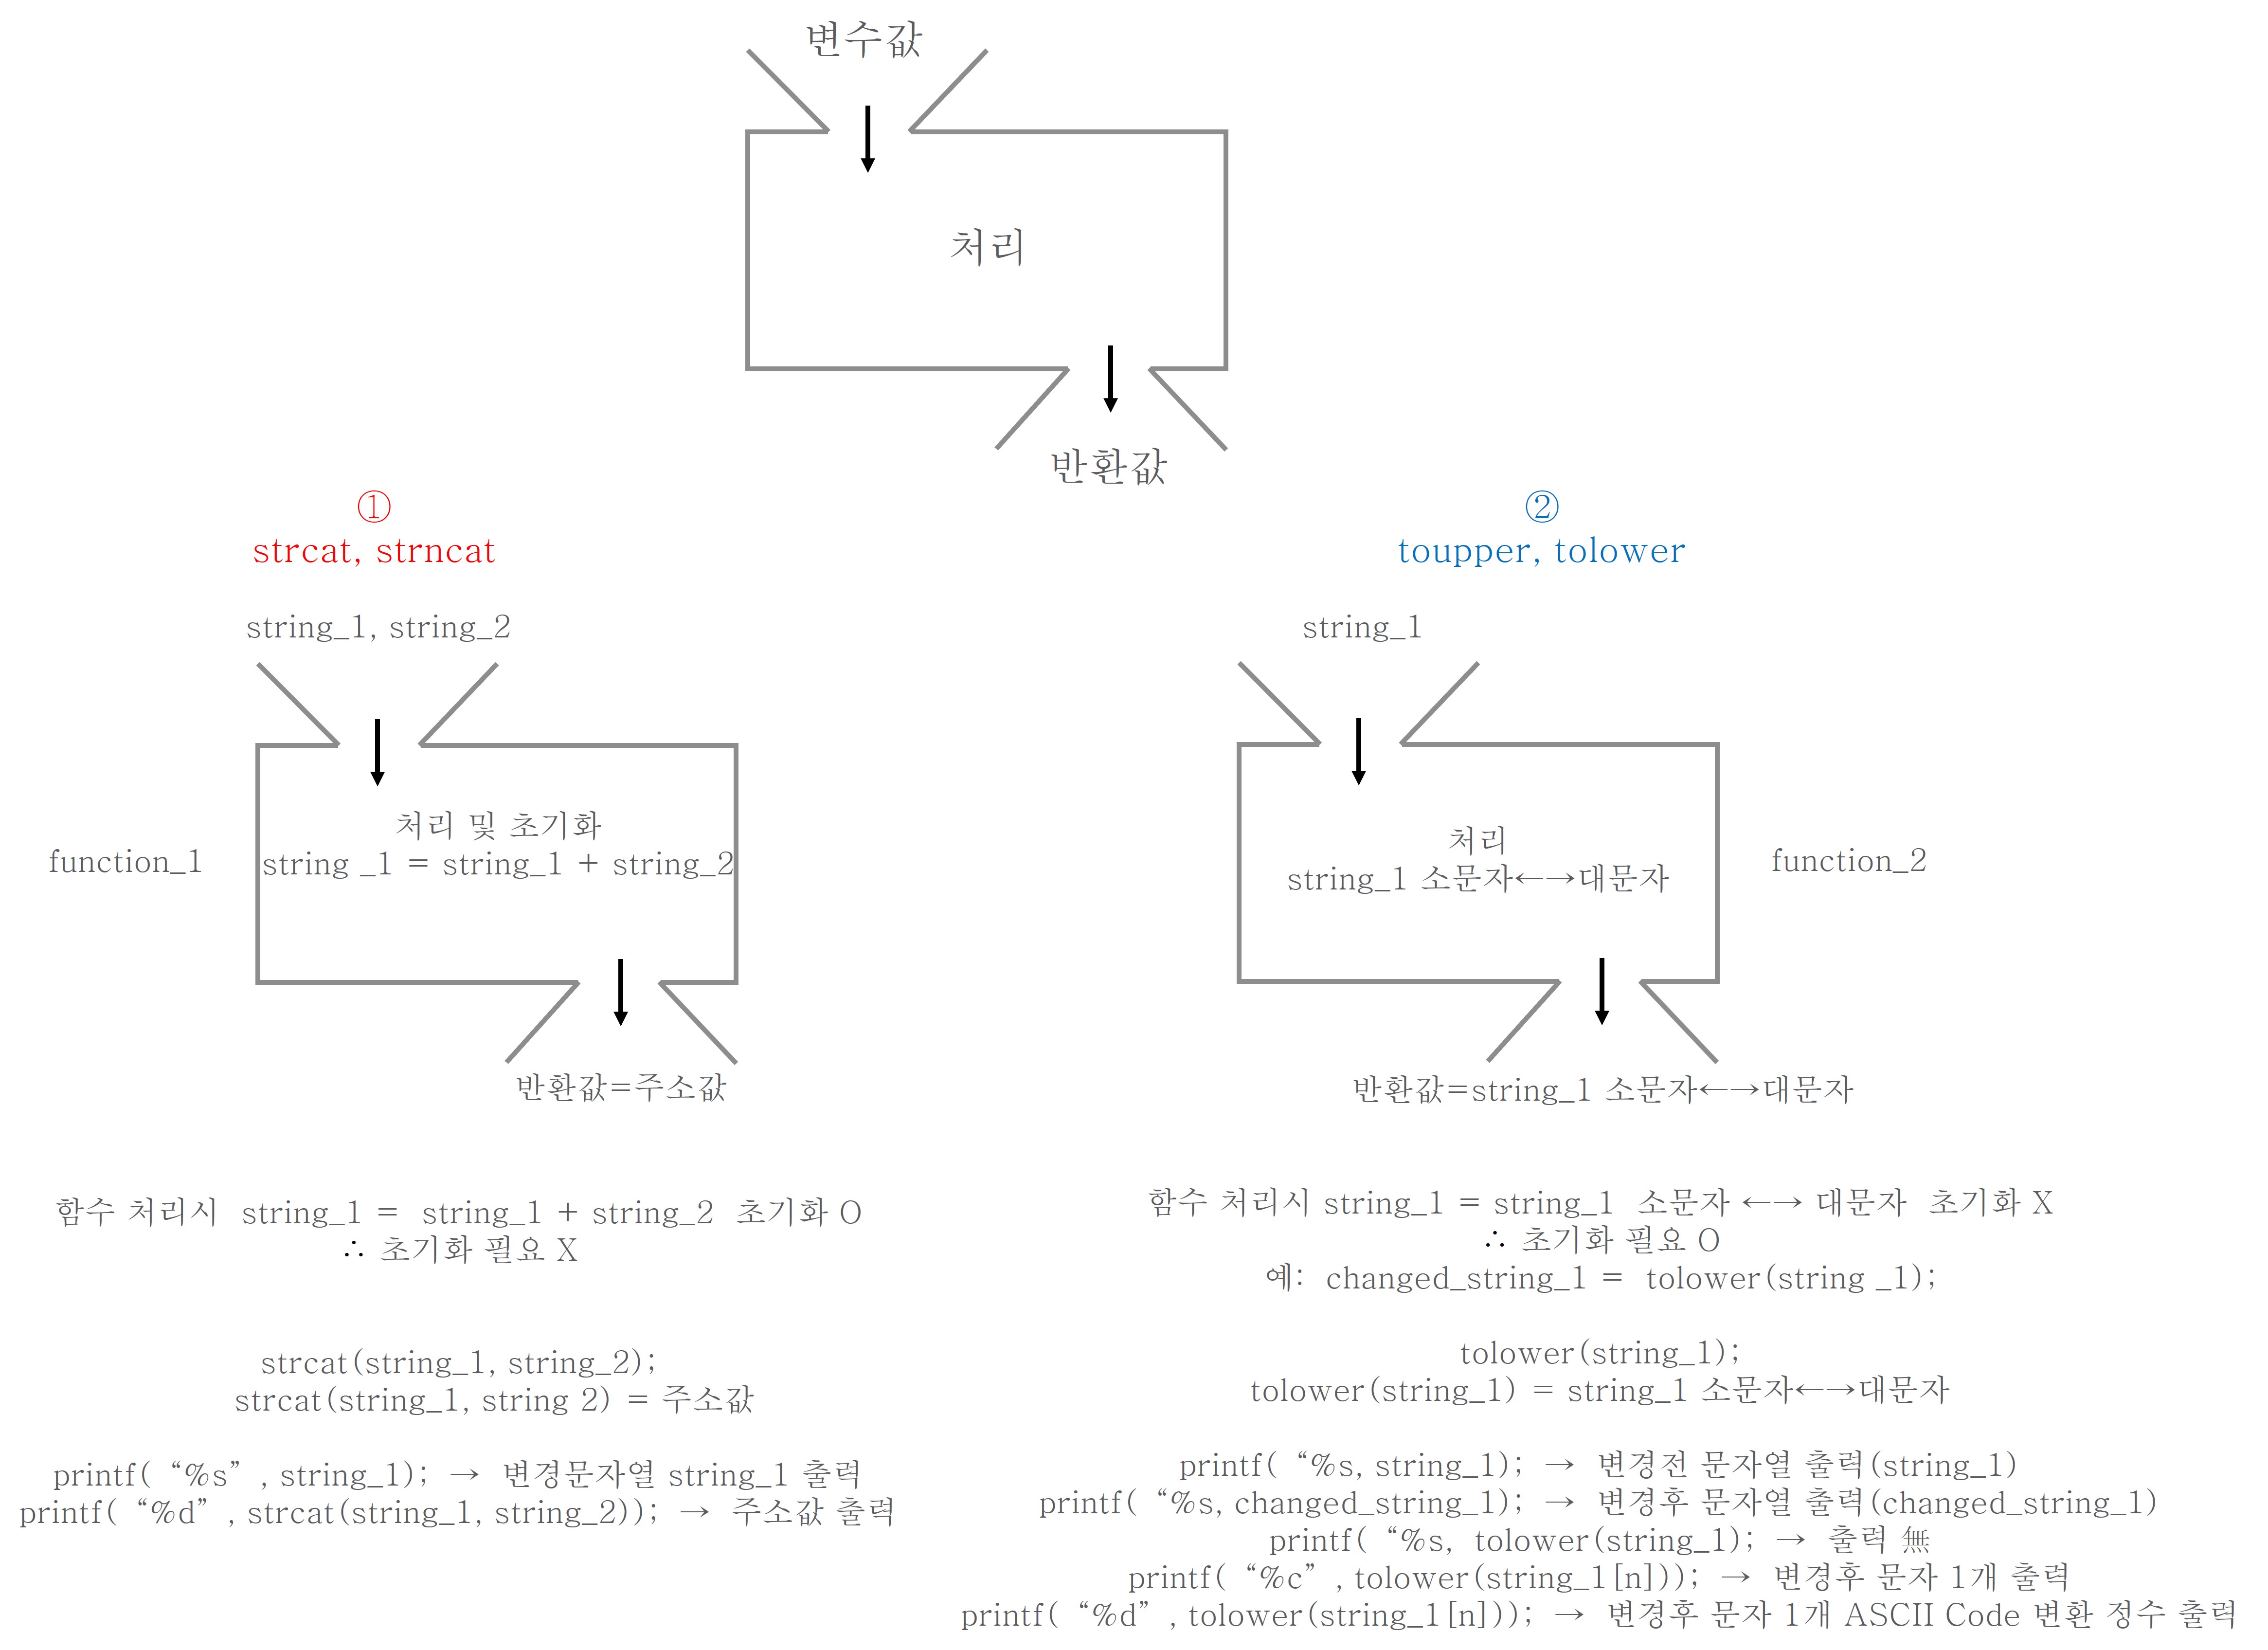 변수값
처리
반환값
①
strcat, strncat
string_1, string_2
function_1
처리 및 초기화
string _1 = string_1 + string_2
반환값=주소값
함수 처리시 string_1 = string_1 + string_2 초기화 O
∴ 초기화 필요 X
strcat(string_1, string_2);
strcat(string_1, string 2) = 주소값
printf( “%s” , string_1); → 변경문자열 string_1 출력
printf( “%d” , strcat(string_1, string_2)); → 주소값 출력
②
toupper, tolower
string_1
처리
string_1 소문자←→대문자
function_2
반환값=string_1 소문자←→대문자
함수 처리시 string_1 = string_1 소문자 ←→ 대문자 초기화 X
∴ 초기화 필요 O
예: changed_string_1 = tolower(string _1);
tolower(string_1);
tolower(string_1) = string_1 소문자←→대문자
printf( “%s, string_1); → 변경전 문자열 출력(string_1)
printf( “%s, changed_string_1); → 변경후 문자열 출력(changed_string_1)
printf( “%s, tolower(string_1); → 출력 無
printf( “%c” , tolower(string_1[n])); → 변경후 문자 1개 출력
printf( “%d” , tolower(string_1[n])); → 변경후 문자 1개 ASCII Code 변환 정수 출력